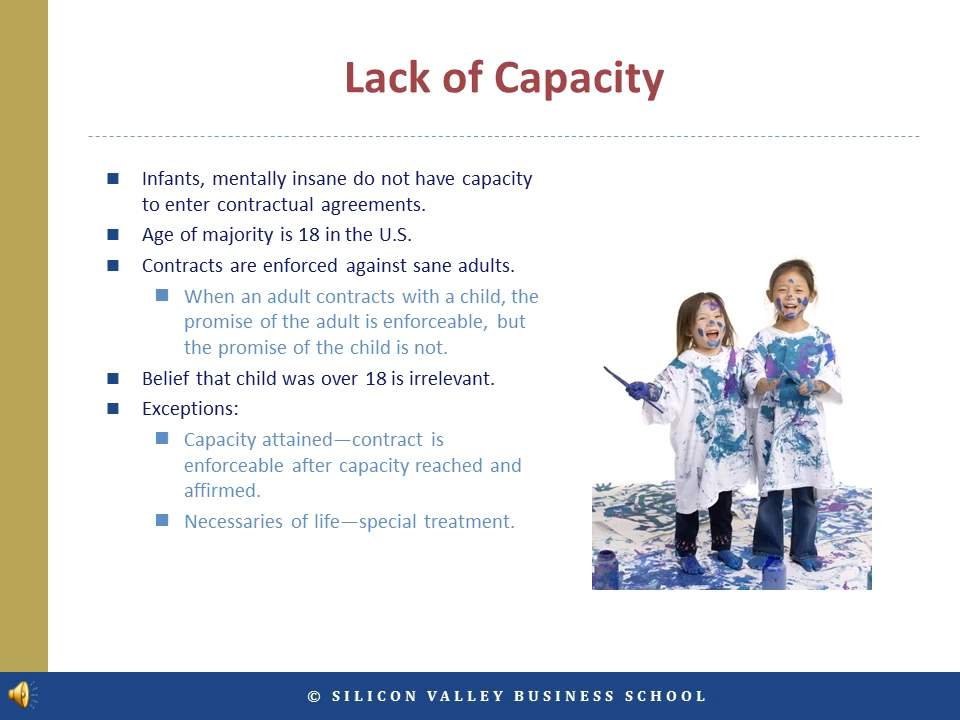 Lack of Capacity
Infants, mentally insane do not have capacity
to enter contractual agreements.
Age of majority is 18 in the U.S.
Contracts are enforced against sane adults.
When an adult contracts with a child, the
promise of the adult is enforceable, but
the promise of the child is not.
Belief that child was over 18 is irrelevant.
Exceptions:
Capacity attained—contract is
enforceable after capacity reached and
affirmed.
Necessaries of life—special treatment.
© SILICON VALLEY BUSINESS SCHOOL